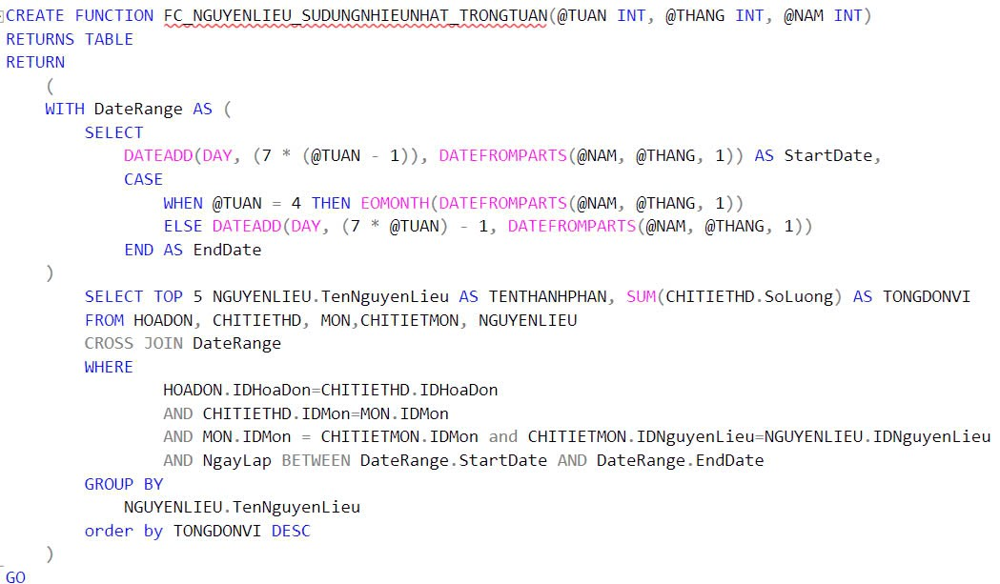 CREATE FUNCTION FC_NGUYENLIEU_SUDUNGNHIEUNHAT_TRONGTUAN(@TUAN INT, @THANG INT, @NAM INT)
RETURNS TABLE
RETURN
(
WITH DateRange AS (
SELECT
DATEADD(DAY, (7 * (@TUAN - 1)), DATEFROMPARTS(@NAM, @THANG, 1)) AS StartDate,
CASE
WHEN @TUAN = 4 THEN EOMONTH(DATEFROMPARTS(@NAM, @THANG, 1))
ELSE DATEADD(DAY, (7 * @TUAN) - 1, DATEFROMPARTS(@NAM, @THANG, 1))
END AS EndDate
)
SELECT TOP 5 NGUYENLIEU.TenNguyenLieu AS TENTHANHPHAN, SUM(CHITIETHD.SoLuong) AS TONGDONVI
FROM HOADON, CHITIETHD, MON,CHITIETMON, NGUYENLIEU
CROSS JOIN DateRange
WHERE
HOADON.IDHoaDon=CHITIETHD.IDHoaDon
AND CHITIETHD.IDMon=MON.IDMon
AND MON.IDMon = CHITIETMON.IDMon and CHITIETMON.IDNguyenLieu=NGUYENLIEU.IDNguyenLieu
AND NgayLap BETWEEN DateRange.StartDate AND DateRange.EndDate
GROUP BY
NGUYENLIEU.TenNguyenLieu
order by TONGDONVI DESC
)
GO